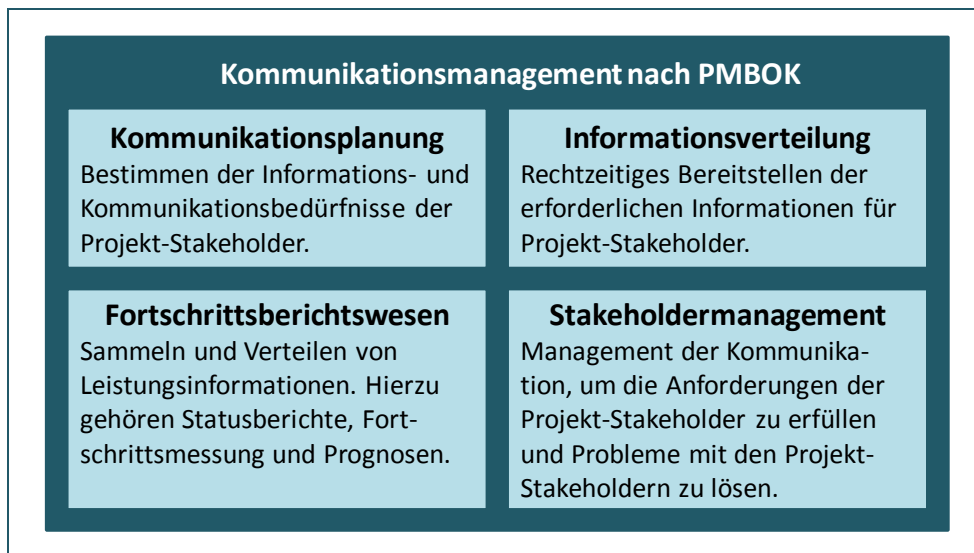 Kommunikationsmanagement nach PMBOK
Kommunikationsplanung
Bestimmen der Informations- und
Kommunikationsbedürfnisse der
Projekt-Stakeholder.
Informationsverteilung
Rechtzeitiges Bereitstellen der
erforderlichen Informationen für
Projekt-Stakeholder.
Fortschrittsberichtswesen
Sammeln und Verteilen von
Leistungsinformationen. Hierzu
gehören Statusberichte, Fort-
schrittsmessung und Prognosen.
Stakeholdermanagement
Management der Kommunika-
tion, um die Anforderungen der
Projekt-Stakeholder zu erfüllen
und Probleme mit den Projekt-
Stakeholdern zu lösen.